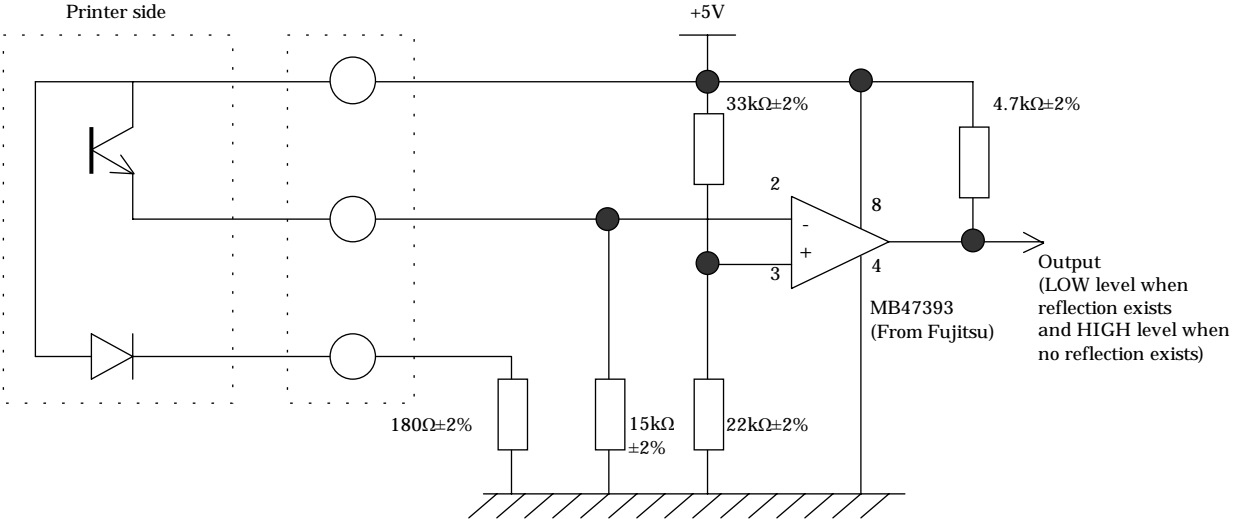 Printer side
+5V
33kΩ±2%
4.7kΩ±2%
2
8
-
+
3
4
Output
(LOW level when
reflection exists
and HIGH level when
no reflection exists)
MB47393
(From Fujitsu)
180Ω±2%
15kΩ
±2%
22kΩ±2%